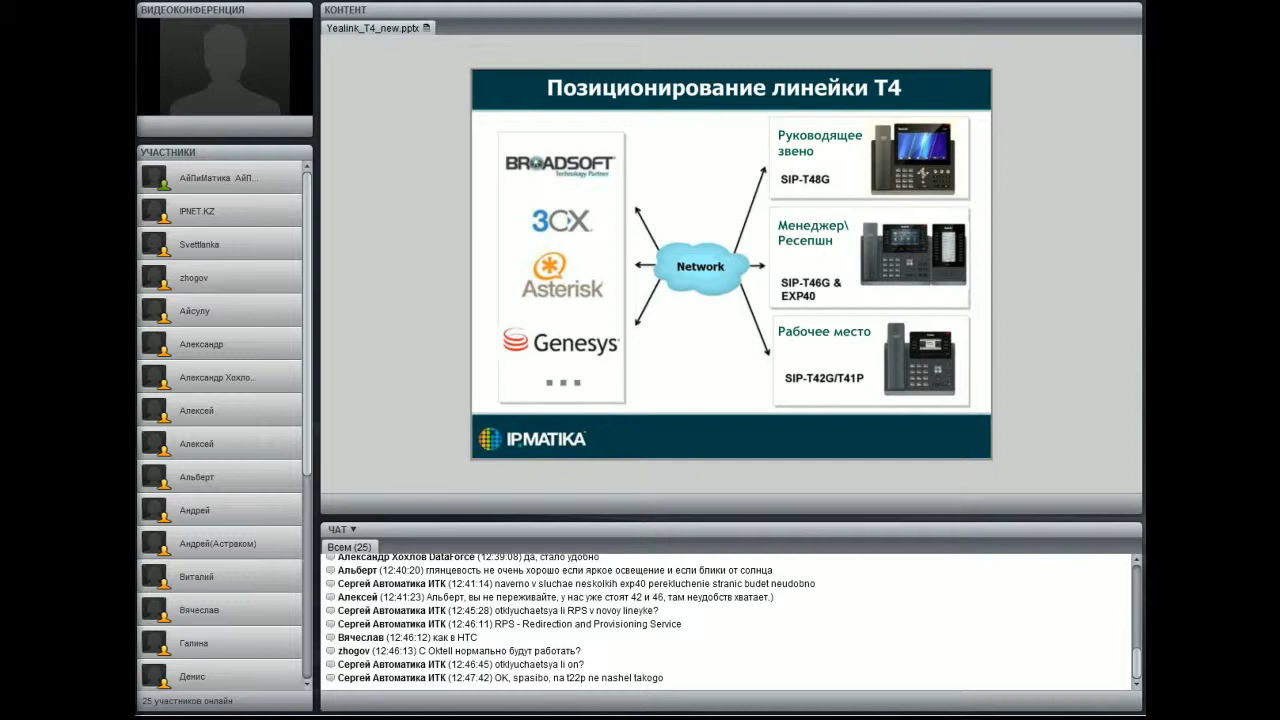 ВИДЕОКОНФЕРЕНЦИЯ
УЧАСТНИКИ
АйПиМатика АйП...
IPNET.KZ
Svettlanka
zhogov
Айсулу
Александр
Александр Хохло...
Алексей
Алексей
Альберт
Андрей
Андрей(Астраком)
Виталий
Вячеслав
Галина
Денис
25 участников онлайн
КОНТЕНТ
Yealink_T4_new.pptx
Позиционирование линейки T4
BROADSOFT
Technology Partner
3CX
Asterisk
Genesys
Network
Руководящее
звено
SIP-T48G
Менеджер\
Ресепшн
SIP-T46G &
EXP40
Рабочее место
SIP-T42G/T41P
IPMATIKA
ЧАТ
Всем (25)
Александр Хохлов DataForce (12:39:08) да, стало удобно
Альберт (12:40:20) глянцевость не очень хорошо если яркое освещение и если блики от солнца
Сергей Автоматика ИТК (12:41:14) naverno v sluchae neskolkih exp40 perekluchenie stranic budet neudobno
Алексей (12:41:23) Альберт, вы не переживайте, у нас уже стоят 42 и 46, там неудобств хватает.)
Сергей Автоматика ИТК (12:45:28) otklyuchaetsya li RPS v novoy lineyke?
Сергей Автоматика ИТК (12:46:11) RPS - Redirection and Provisioning Service
Вячеслав (12:46:12) как в НТС
zhogov (12:46:13) С Oktell нормально будут работать?
Сергей Автоматика ИТК (12:46:45) otklyuchaetsya li on?
Сергей Автоматика ИТК (12:47:42) OK, spasibo, na t22p ne nashel takogo